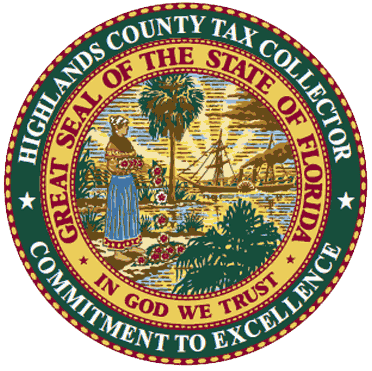 HIGHLANDS COUNTY TAX COLLECTOR
GREAT SEAL OF THE STATE OF FLORIDA
IN GOD WE TRUST
COMMITMENT TO EXCELLENCE